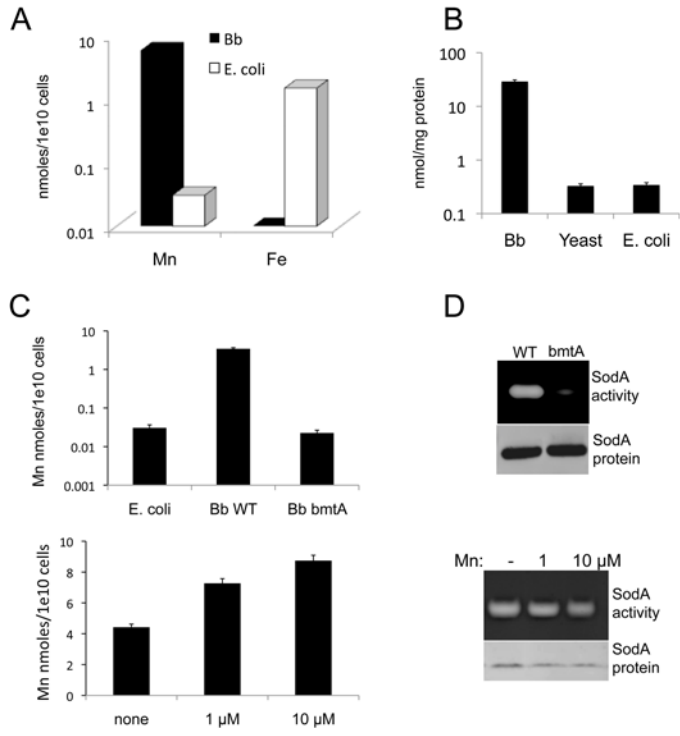 A
nmoles/1e10 cells
10
1
0.1
0.01
Bb
E. coli
Mn Fe
B
nmol/mg protein
100
10
1
0.1
Bb Yeast E. coli
C
Mn nmoles/1e10 cells
10
1
0.1
0.01
0.001
E. coli Bb WT Bb bmtA
Mn nmoles/1e10 cells
10
8
6
4
2
0
none 1 µM 10 µM
D
WT bmtA
SodA
activity
SodA
protein
Mn: - 1 10 µM
SodA
activity
SodA
protein